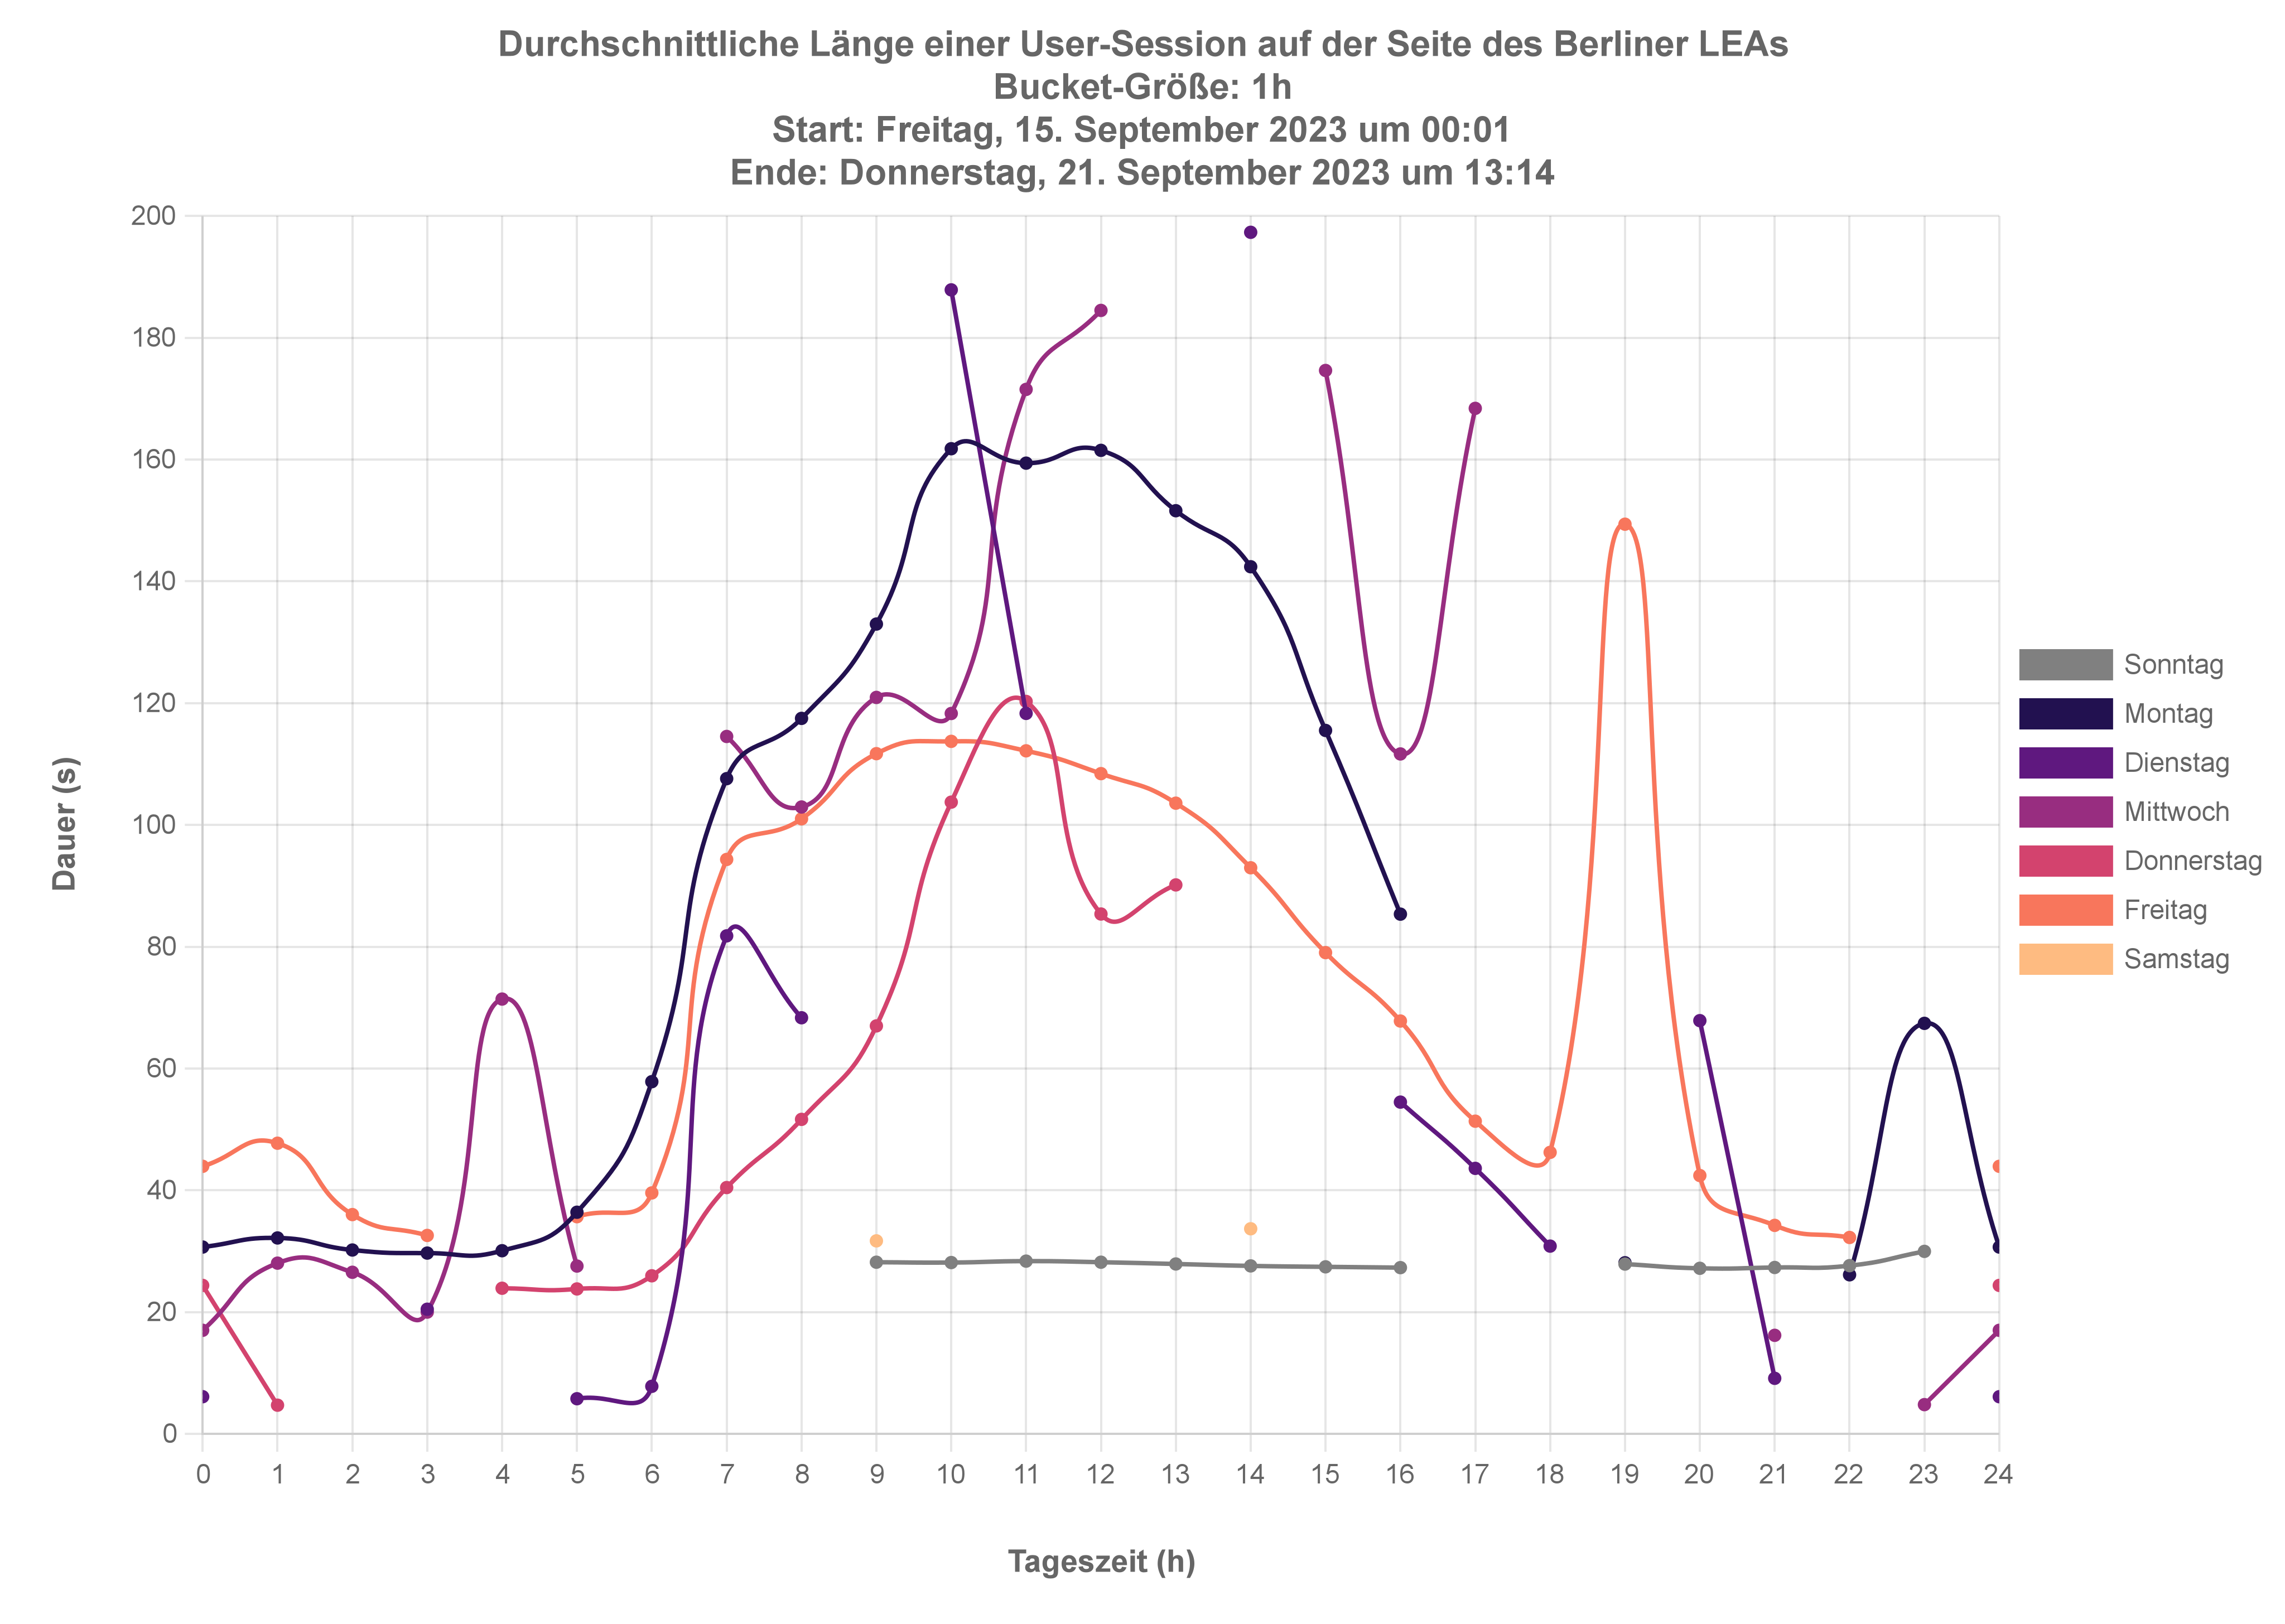 Durchschnittliche Länge einer User-Session auf der Seite des Berliner LEAs
Bucket-Größe: 1h
Start: Freitag, 15. September 2023 um 00:01
Ende: Donnerstag, 21. September 2023 um 13:14
200
180
160
140
120
100
80
60
40
20
0
Dauer (s)
0 1 2 3 4 5 6 7 8 9 10 11 12 13 14 15 16 17 18 19 20 21 22 23 24
Tageszeit (h)
Sonntag
Montag
Dienstag
Mittwoch
Donnerstag
Freitag
Samstag